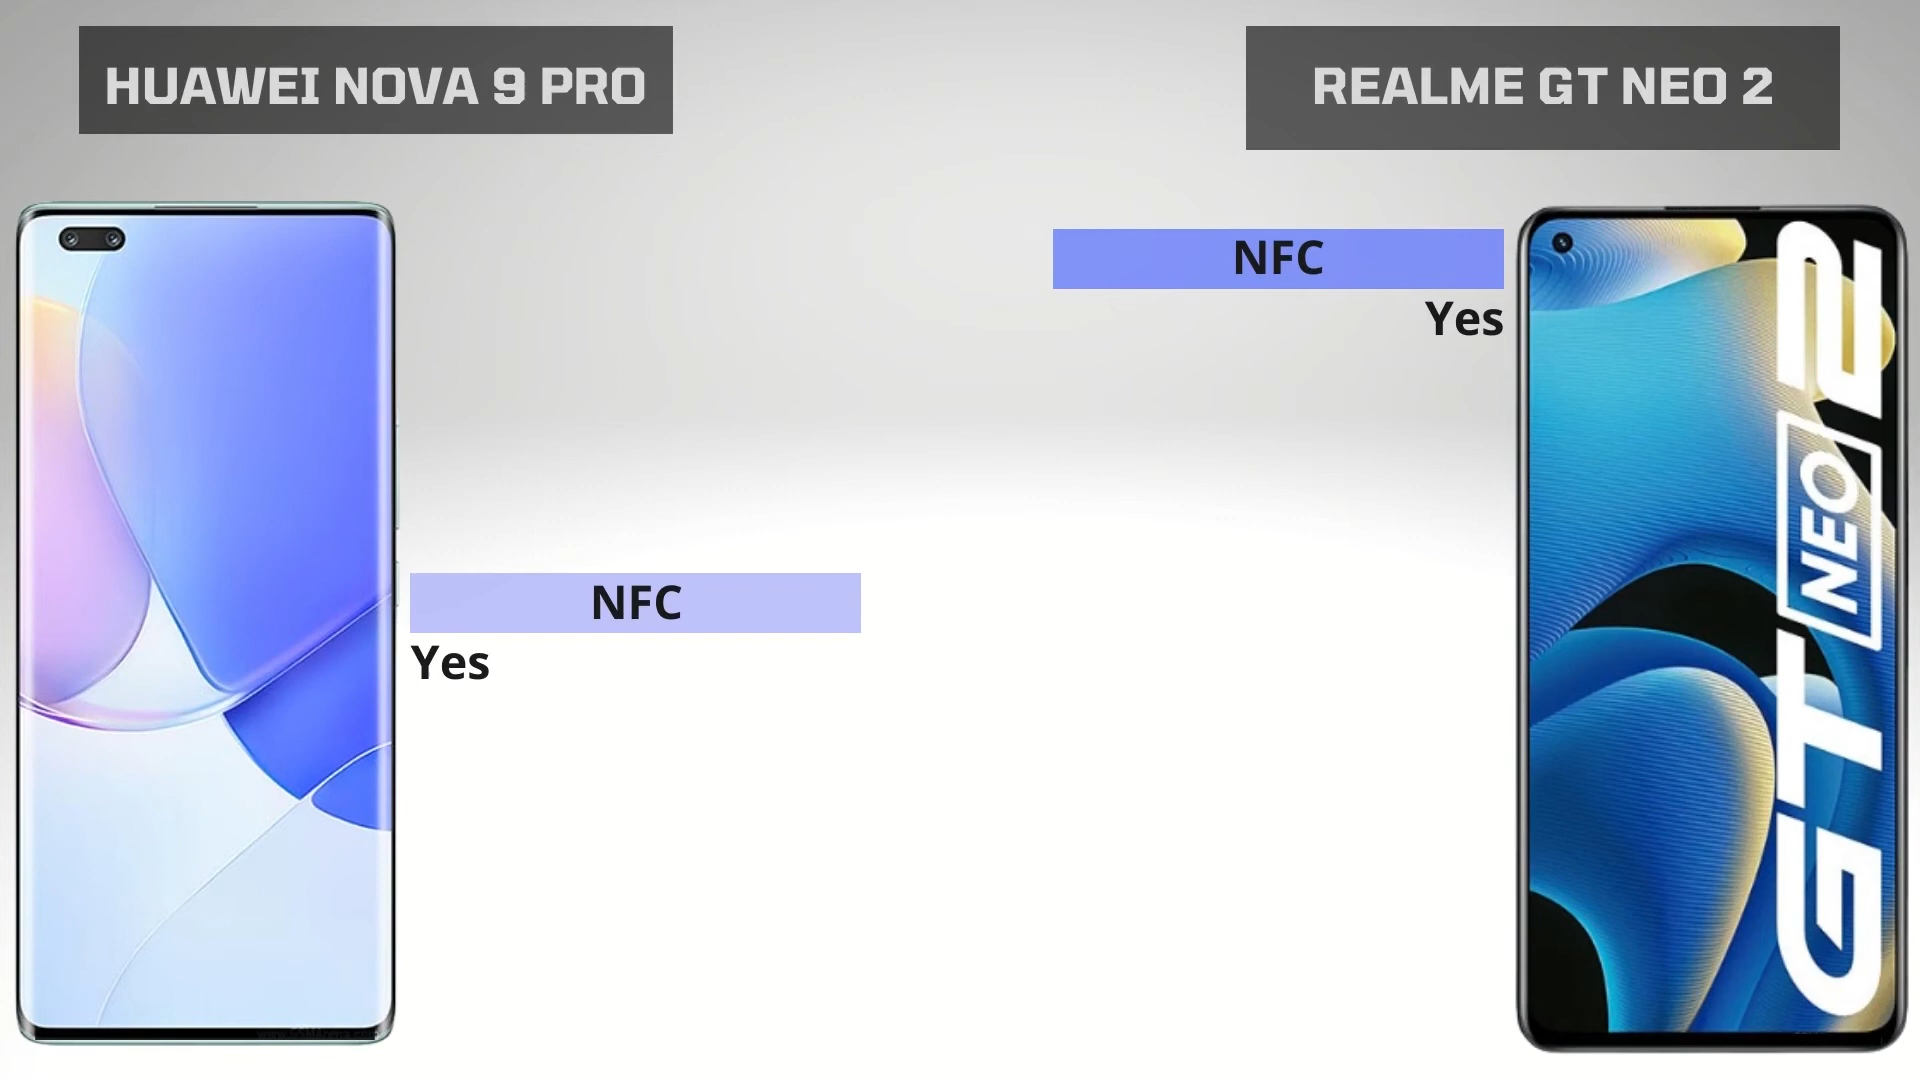 HUAWEI NOVA 9 PRO
REALME GT NEO 2
NFC
Yes
NFC
Yes
GT NEO 2